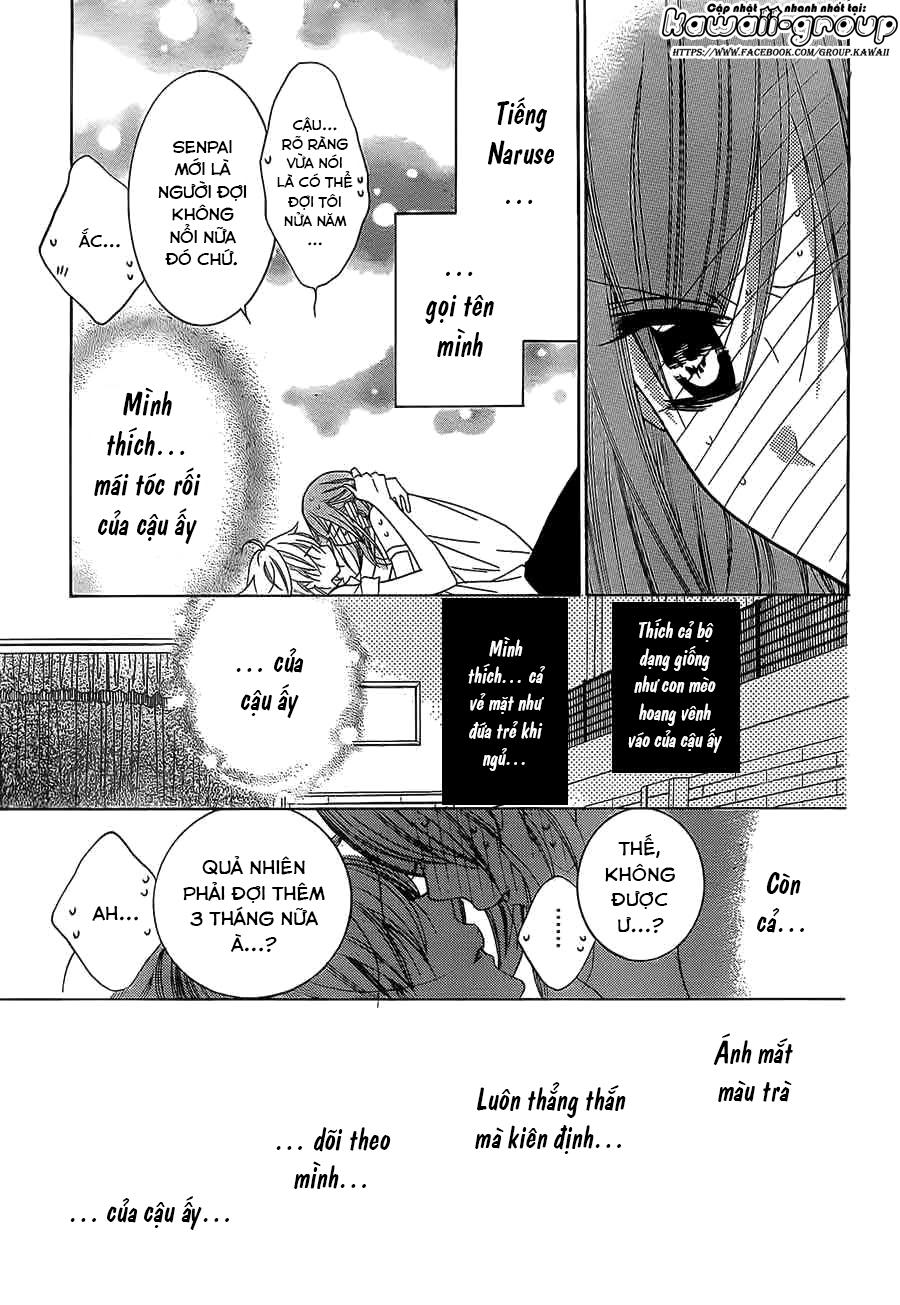 Cập nhật nhanh nhất tại:
kawaii-group
HTTPS://WWW.FACEBOOK.COM/GROUP.KAWAII
Tiếng
Naruse
...
...
gọi tên
mình
CẬU...
RÕ RÀNG
VỪA NÓI
LÀ CÓ THỂ
ĐỢI TÔI
NỬA NĂM
...
SENPAI
MỚI LÀ
NGƯỜI ĐỢI
KHÔNG
NỔI NỮA
ĐÓ CHỨ.
ẮC...
Mình
thích...
mái tóc rối
của cậu ấy
Thích cả bộ
dạng giống
như con mèo
hoang vênh
váo của cậu ấy
Mình
thích... cả
vẻ mặt như
đứa trẻ khi
ngủ...
... của
cậu ấy
Còn
cả...
THẾ,
KHÔNG
ĐƯỢC
Ư...?
......
QUẢ NHIÊN
PHẢI ĐỢI THÊM
3 THÁNG NỮA
À...?
AH...
Ánh mắt
màu trà
Luôn thẳng thắn
mà kiên định...
... dõi theo
mình...
... của cậu ấy...